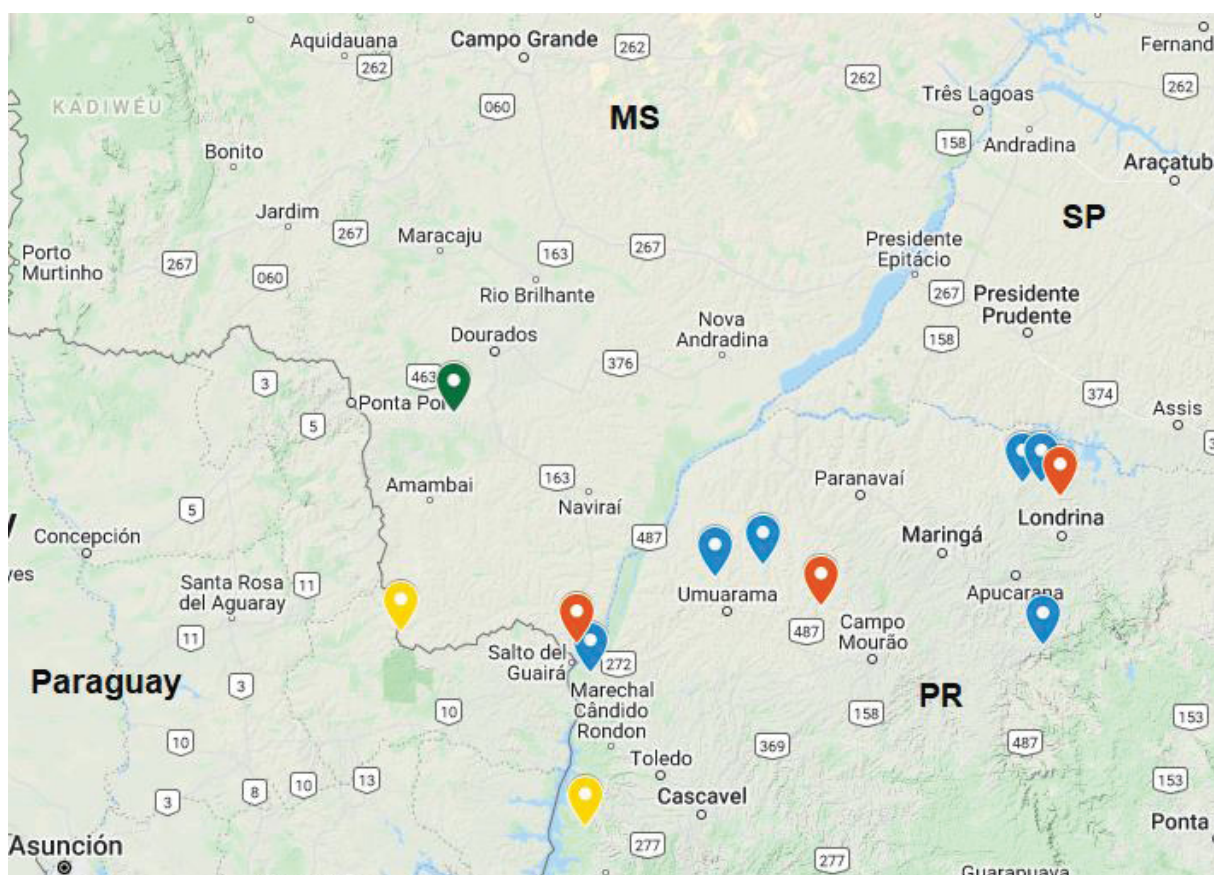 Aquidauana
Campo Grande
262
Fernand
262
262
262
KADIWÉU
060
MS
Três Lagoas
158
Andradina
Araçatub
Bonito
Jardim
267
Maracaju
163
267
SP
Presidente
Epitácio
Porto
Murtinho
267
060
Rio Brilhante
267
Presidente
Prudente
Dourados
Nova
Andradina
158
376
3
463
Ponta Por
374
Assis
3
5
Amambai
163
Naviraí
Paranavaí
5
Londrina
y
Concepción
487
Maringá
yes
Santa Rosa
del Aguaray
11
Umuarama
Apucarana
11
487
Campo
Mourão
Salto del
Guairá
272
Paraguay
3
Marechal
Cândido
Rondon
PR
10
158
153
10
369
487
Toledo
13
10
8
3
Cascavel
153
Ponta
Asunción
277
277
Guarapuava